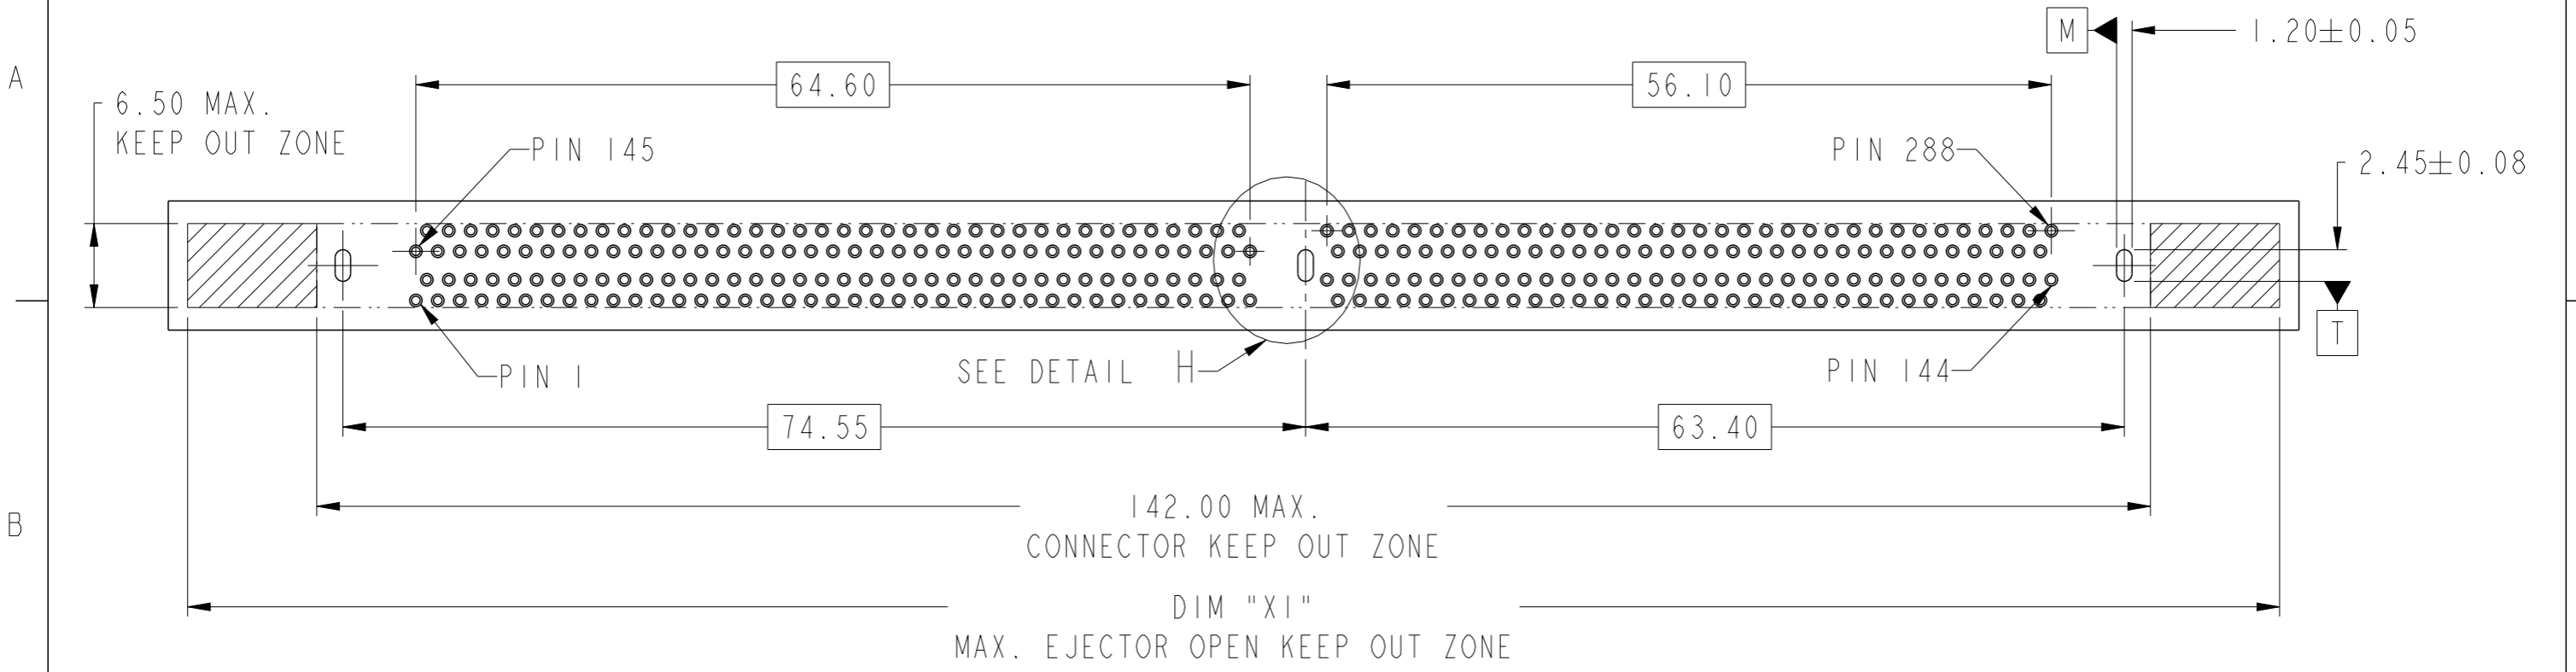 M
1.20±0.05
A
64.60
56.10
6.50 MAX.
KEEP OUT ZONE
PIN 145
PIN 288
2.45±0.08
T
PIN 1
SEE DETAIL H
PIN 144
74.55
63.40
142.00 MAX.
CONNECTOR KEEP OUT ZONE
B
DIM "X1"
MAX. EJECTOR OPEN KEEP OUT ZONE